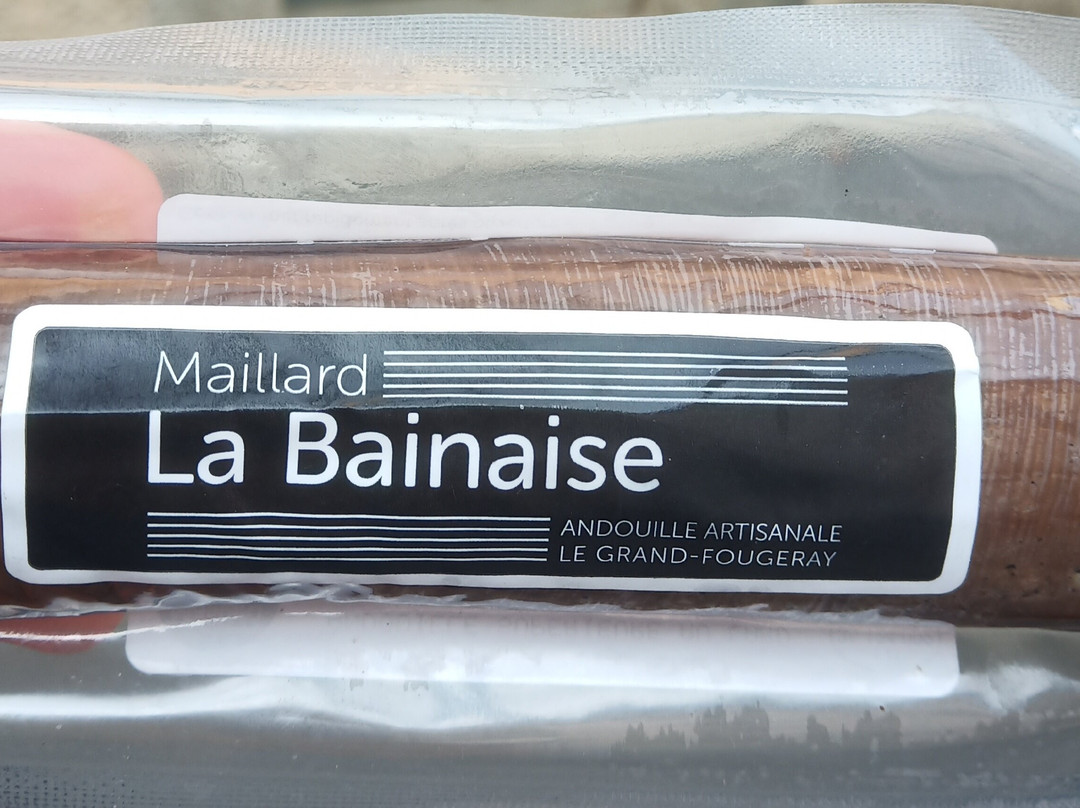 Maillard
La Bainaise
ANDOUILLE ARTISANALE
LE GRAND-FOUGERAY